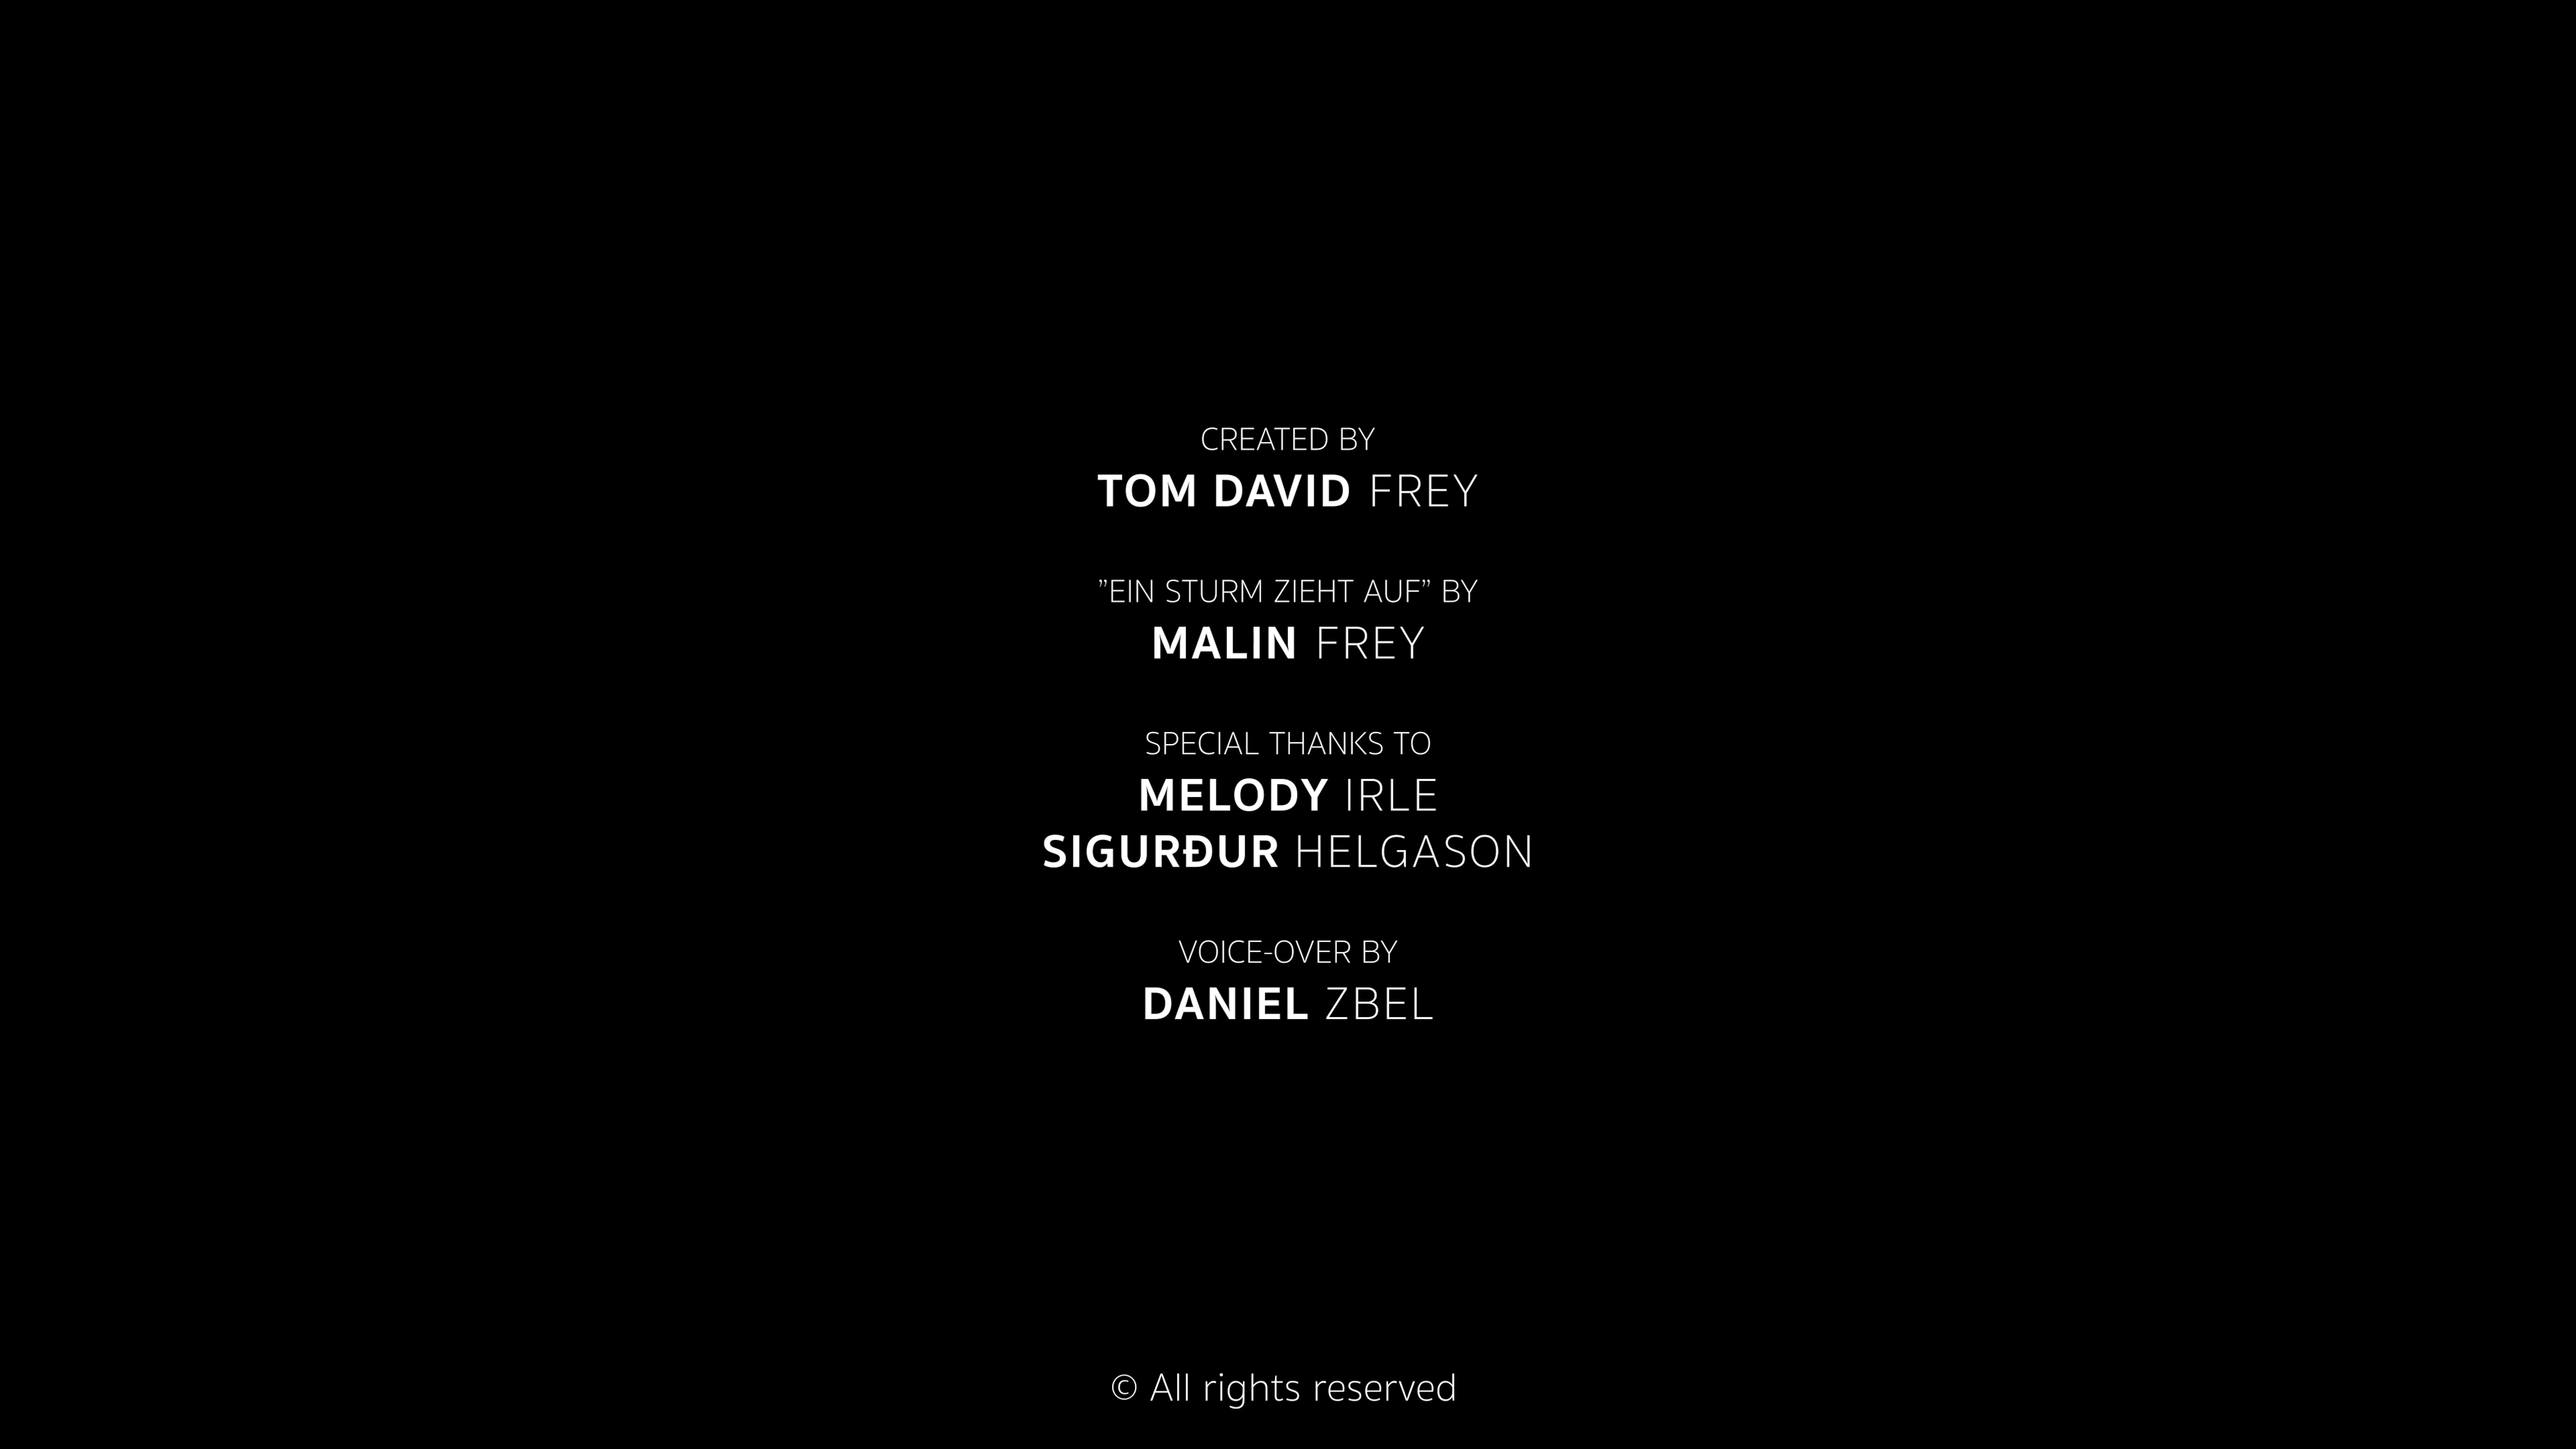 CREATED BY
TOM DAVID FREY
”EIN STURM ZIEHT AUF” BY
MALIN FREY
SPECIAL THANKS TO
MELODY IRLE
SIGURÐUR HELGASON
VOICE-OVER BY
DANIEL ZBEL
© All rights reserved